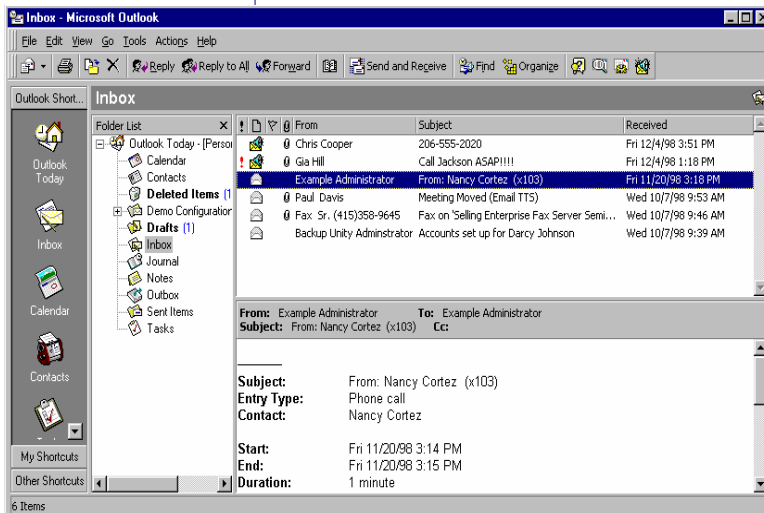 Inbox - Microsoft Outlook
File Edit View Go Tools Actions Help
Reply Reply to All Forward Send and Receive Find Organize
Outlook Short... Inbox
Outlook Today
Inbox
Calendar
Contacts
My Shortcuts
Other Shortcuts
Folder List
Outlook Today - [Person
Calendar
Contacts
Deleted Items (1
Demo Configuration
Drafts (1)
Inbox
Journal
Notes
Outbox
Sent Items
Tasks
From Subject Received
Chris Cooper 206-555-2020 Fri 12/4/98 3:51 PM
Gia Hill Call Jackson ASAP!!!! Fri 12/4/98 1:18 PM
Example Administrator From: Nancy Cortez (x103) Fri 11/20/98 3:18 PM
Paul Davis Meeting Moved (Email TTS) Wed 10/7/98 9:53 AM
Fax Sr. (415)358-9645 Fax on 'Selling Enterprise Fax Server Semi... Wed 10/7/98 9:46 AM
Backup Unity Adminstrator Accounts set up for Darcy Johnson Wed 10/7/98 9:39 AM
From: Example Administrator To: Example Administrator
Subject: From: Nancy Cortez (x103) Cc:
Subject: From: Nancy Cortez (x103)
Entry Type: Phone call
Contact: Nancy Cortez
Start: Fri 11/20/98 3:14 PM
End: Fri 11/20/98 3:15 PM
Duration: 1 minute
6 Items